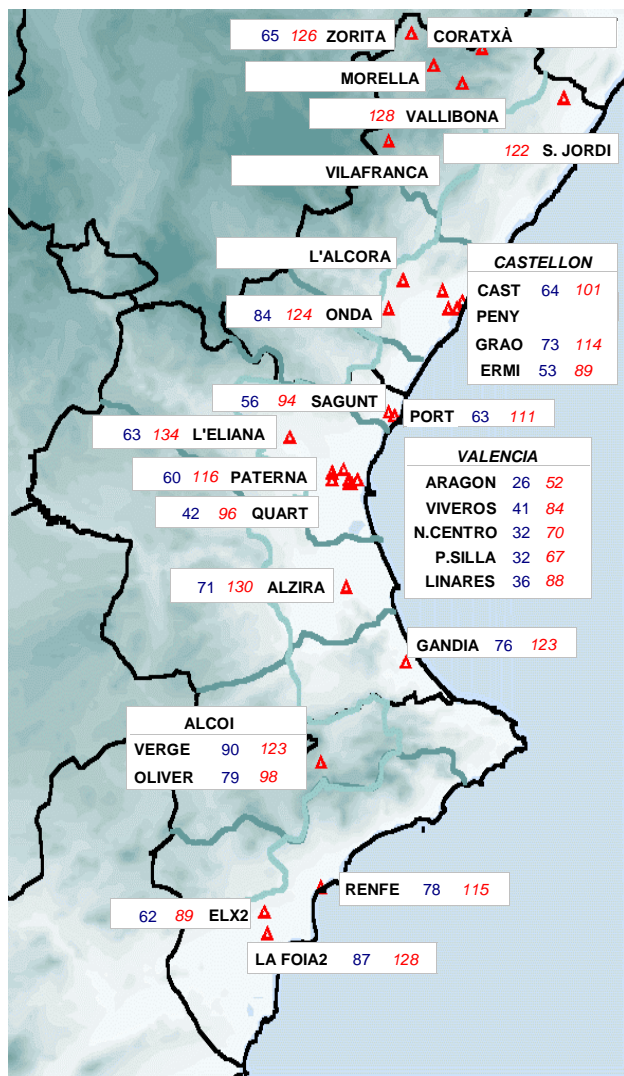 65 126 ZORITA
CORATXÀ
MORELLA
128 VALLIBONA
122 S. JORDI
VILAFRANCA
L'ALCORA
CASTELLON
CAST 64 101
PENY
GRAO 73 114
ERMI 53 89
84 124 ONDA
56 94 SAGUNT
PORT 63 111
63 134 L'ELIANA
60 116 PATERNA
42 96 QUART
VALENCIA
ARAGON 26 52
VIVEROS 41 84
N.CENTRO 32 70
P.SILLA 32 67
LINARES 36 88
71 130 ALZIRA
GANDIA 76 123
ALCOI
VERGE 90 123
OLIVER 79 98
RENFE 78 115
62 89 ELX2
LA FOIA2 87 128